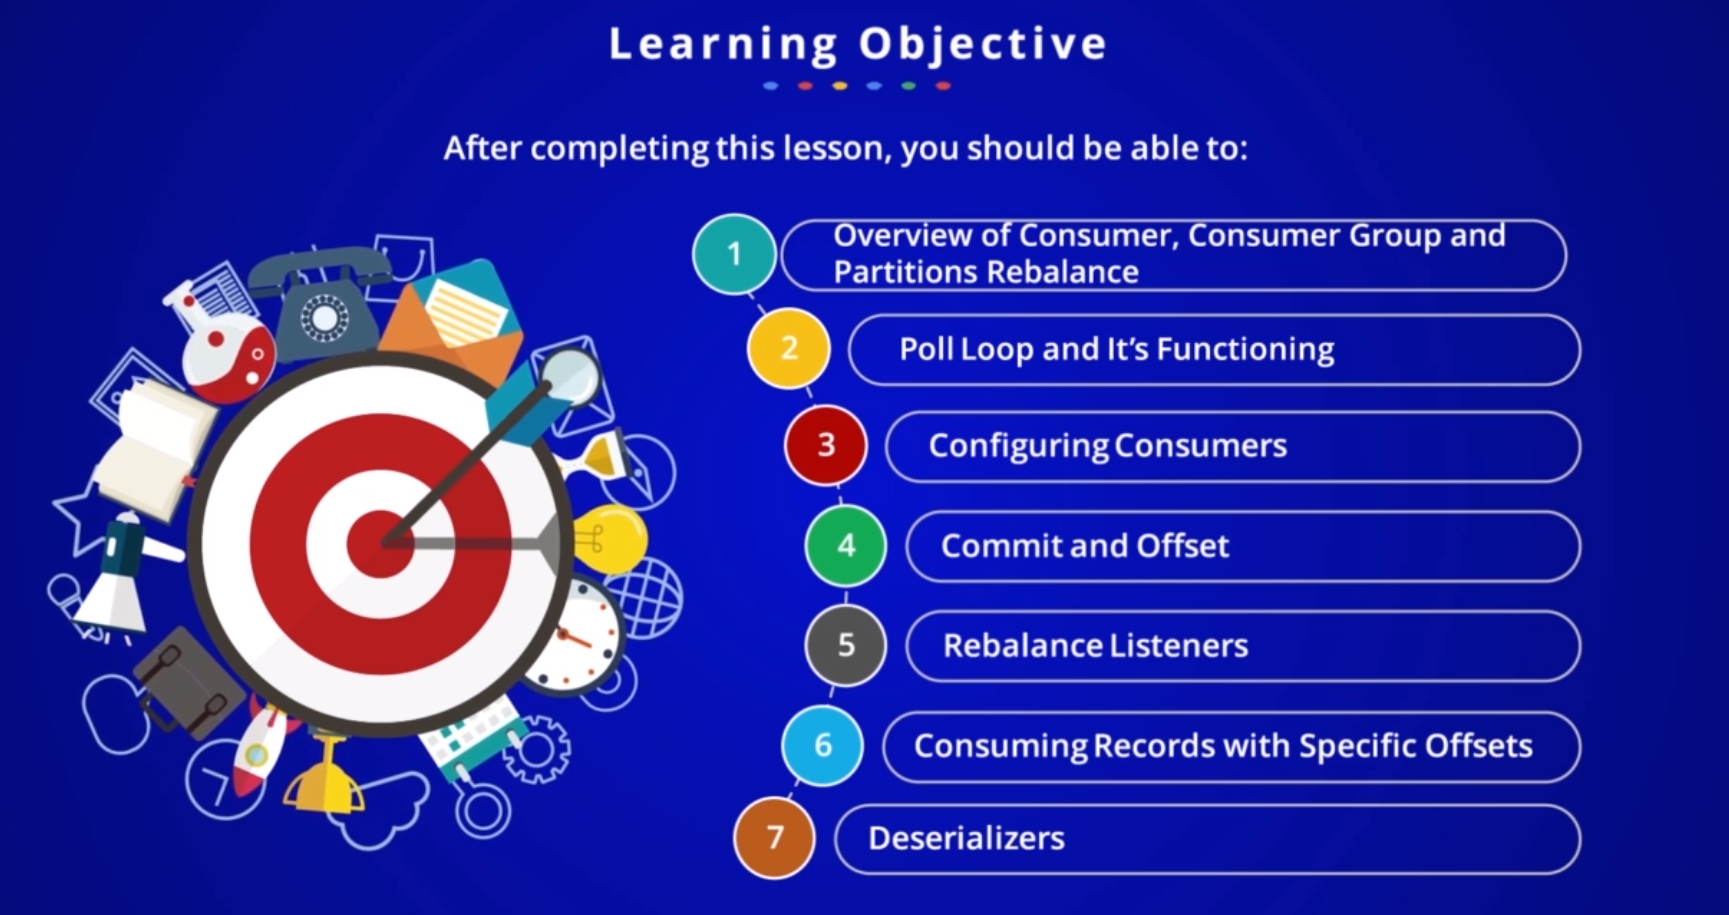 Learning Objective
After completing this lesson, you should be able to:
1
Overview of Consumer, Consumer Group and
Partitions Rebalance
2
Poll Loop and It’s Functioning
3
Configuring Consumers
4
Commit and Offset
5
Rebalance Listeners
6
Consuming Records with Specific Offsets
7
Deserializers